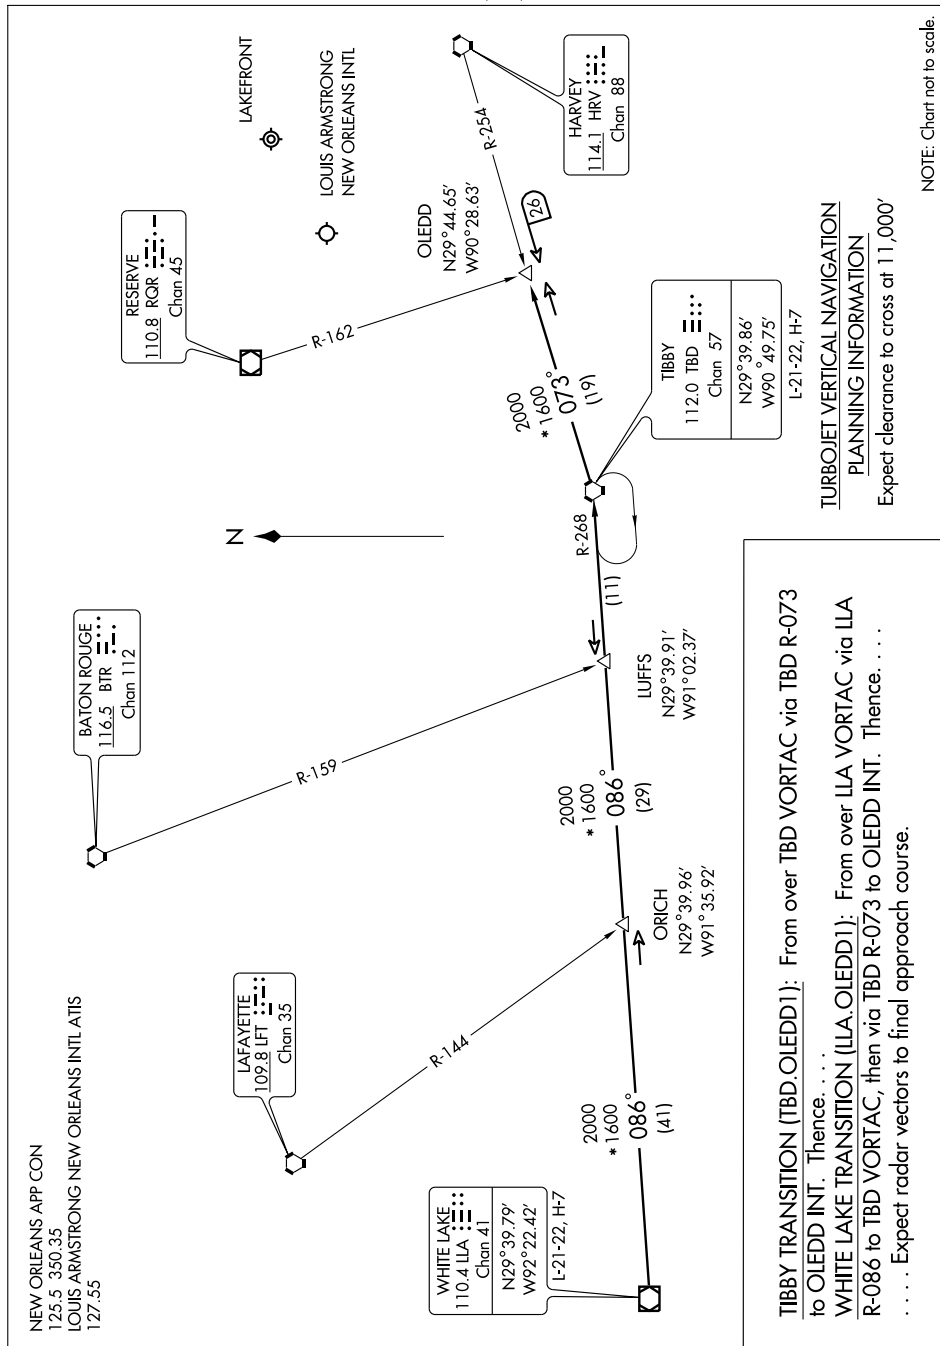 NEW ORLEANS APP CON
125.5 350.35
LOUIS ARMSTRONG NEW ORLEANS INTL ATIS
127.55
LAKEFRONT
LOUIS ARMSTRONG
NEW ORLEANS INTL
RESERVE
110.8 RQR
Chan 45
HARVEY
114.1 HRV
Chan 88
R-254
OLEDD
N29°44.65'
W90°28.63'
26
R-162
BATON ROUGE
116.5 BTR
Chan 112
R-159
N
2000
*1600
073°
(19)
TIBBY
112.0 TBD
Chan 57
N29°39.86'
W90°49.75'
L-21-22, H-7
R-268
(11)
LUFFS
N29°39.91'
W91°02.37'
2000
*1600
086°
(29)
LAFAYETTE
109.8 LFT
Chan 35
R-144
ORICH
N29°39.96'
W91°35.92'
2000
*1600
086°
(41)
WHITE LAKE
110.4 LLA
Chan 41
N29°39.79'
W92°22.42'
L-21-22, H-7
TURBOJET VERTICAL NAVIGATION
PLANNING INFORMATION
Expect clearance to cross at 11,000'
NOTE: Chart not to scale.
TIBBY TRANSITION (TBD.OLEDD1): From over TBD VORTAC via TBD R-073
to OLEDD INT. Thence. . . .
WHITE LAKE TRANSITION (LLA.OLEDD1): From over LLA VORTAC via LLA
R-086 to TBD VORTAC, then via TBD R-073 to OLEDD INT. Thence. . . .
. . . . Expect radar vectors to final approach course.